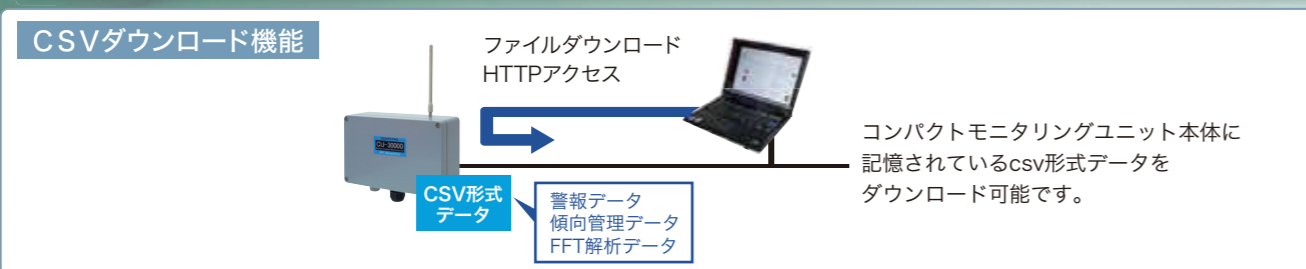 CSVダウンロード機能
ファイルダウンロード
HTTPアクセス
コンパクトモニタリングユニット本体に
記憶されているcsv形式データを
ダウンロード可能です。
CSV形式
データ
警報データ
傾向管理データ
FFT解析データ